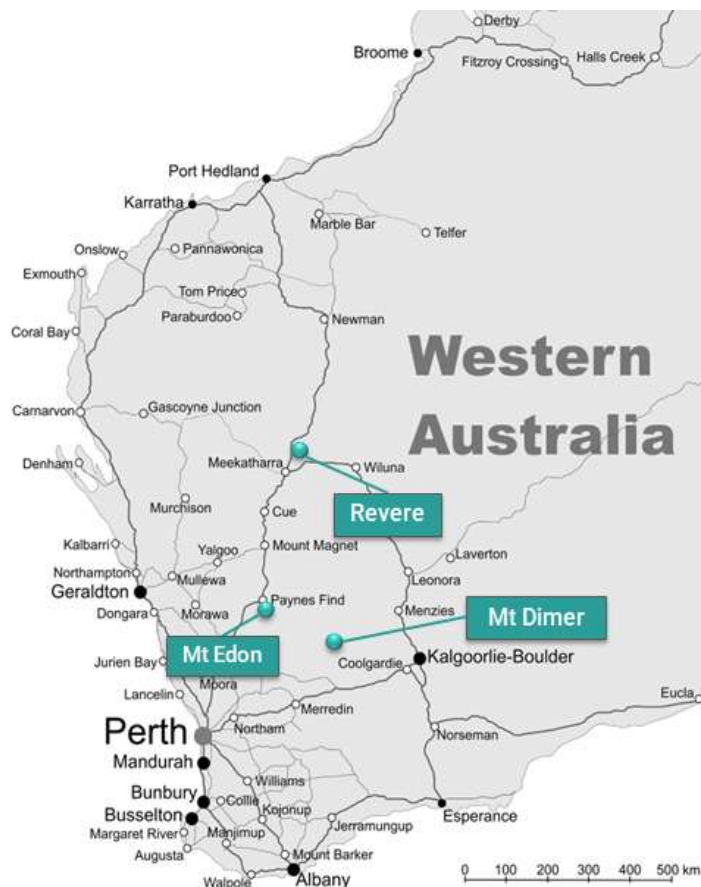 Derby
Broome
Fitzroy Crossing
Halls Creek
Port Hedland
Karratha
Marble Bar
Telfer
Onslow
Pannawonica
Exmouth
Tom Price
Paraburdoo
Newman
Coral Bay
Western
Australia
Carnarvon
Gascoyne Junction
Denham
Meekatharra
Wiluna
Revere
Murchison
Cue
Kalbarri
Yalgoo
Mount Magnet
Laverton
Northampton
Mullewa
Leonora
Geraldton
Paynes Find
Dongara
Morawa
Menzies
Mt Dimer
Mt Edon
Jurien Bay
Coolgardie
Kalgoorlie-Boulder
Moora
Lancelin
Merredin
Eucla
Perth
Northam
Norseman
Mandurah
Williams
Bunbury
Collie
Busselton
Kojonup
Esperance
Margaret River
Manjimup
Jerramungup
Augusta
Mount Barker
Walpole
Albany
0 100 200 300 400 500 km